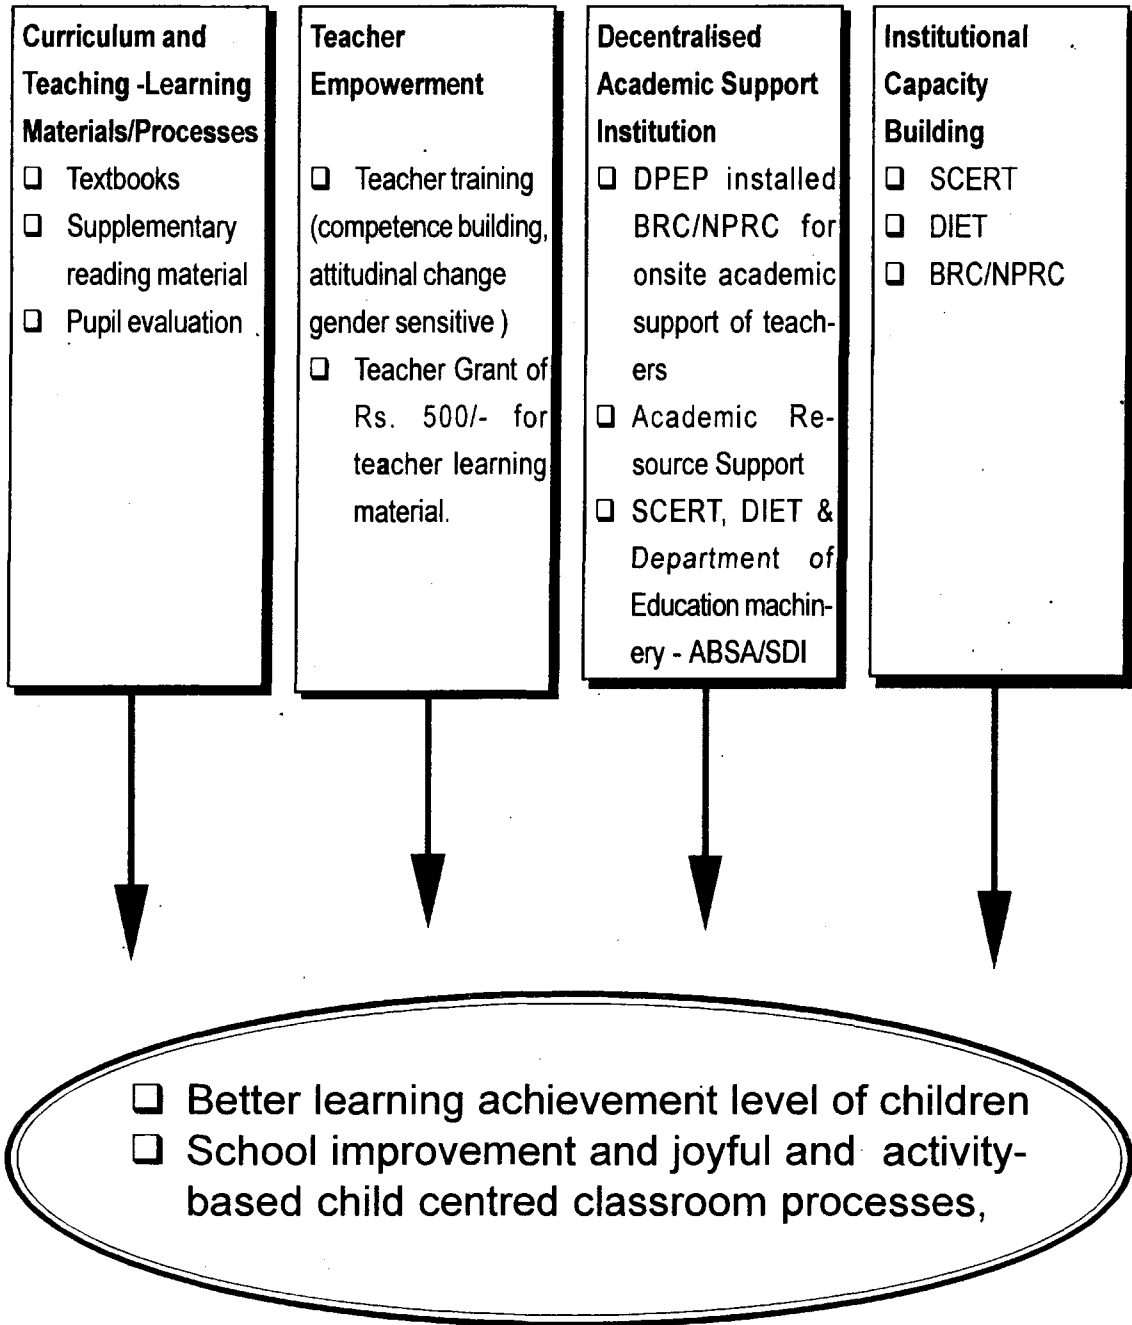 Curriculum and
Teaching -Learning
Materials/Processes
❑ Textbooks
❑ Supplementary
reading material
❑ Pupil evaluation
Teacher
Empowerment
❑ Teacher training
(competence building,
attitudinal change
gender sensitive )
❑ Teacher Grant of
Rs. 500/- for
teacher learning
material.
Decentralised
Academic Support
Institution
❑ DPEP installed
BRC/NPRC for
onsite academic
support of teach-
ers
❑ Academic Re-
source Support
❑ SCERT, DIET &
Department of
Education machin-
ery - ABSA/SDI
Institutional
Capacity
Building
❑ SCERT
❑ DIET
❑ BRC/NPRC
❑ Better learning achievement level of children
❑ School improvement and joyful and activity-
based child centred classroom processes,